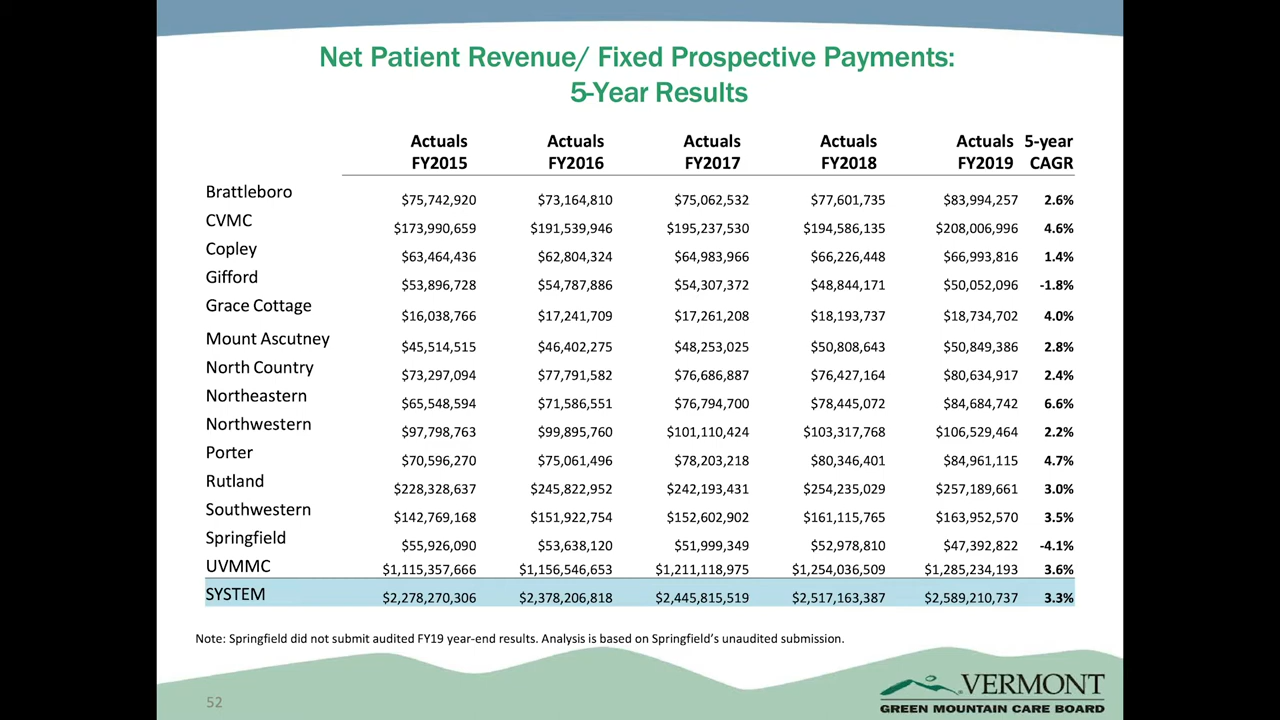 Net Patient Revenue/ Fixed Prospective Payments:
5-Year Results
Actuals Actuals Actuals Actuals Actuals 5-year
FY2015 FY2016 FY2017 FY2018 FY2019 CAGR
Brattleboro $75,742,920 $73,164,810 $75,062,532 $77,601,735 $83,994,257 2.6%
CVMC $173,990,659 $191,539,946 $195,237,530 $194,586,135 $208,006,996 4.6%
Copley $63,464,436 $62,804,324 $64,983,966 $66,226,448 $66,993,816 1.4%
Gifford $53,896,728 $54,787,886 $54,307,372 $48,844,171 $50,052,096 -1.8%
Grace Cottage $16,038,766 $17,241,709 $17,261,208 $18,193,737 $18,734,702 4.0%
Mount Ascutney $45,514,515 $46,402,275 $48,253,025 $50,808,643 $50,849,386 2.8%
North Country $73,297,094 $77,791,582 $76,686,887 $76,427,164 $80,634,917 2.4%
Northeastern $65,548,594 $71,586,551 $76,794,700 $78,445,072 $84,684,742 6.6%
Northwestern $97,798,763 $99,895,760 $101,110,424 $103,317,768 $106,529,464 2.2%
Porter $70,596,270 $75,061,496 $78,203,218 $80,346,401 $84,961,115 4.7%
Rutland $228,328,637 $245,822,952 $242,193,431 $254,235,029 $257,189,661 3.0%
Southwestern $142,769,168 $151,922,754 $152,602,902 $161,115,765 $163,952,570 3.5%
Springfield $55,926,090 $53,638,120 $51,999,349 $52,978,810 $47,392,822 -4.1%
UVMMC $1,115,357,666 $1,156,546,653 $1,211,118,975 $1,254,036,509 $1,285,234,193 3.6%
SYSTEM $2,278,270,306 $2,378,206,818 $2,445,815,519 $2,517,163,387 $2,589,210,737 3.3%
Note: Springfield did not submit audited FY19 year-end results. Analysis is based on Springfield's unaudited submission.
52
VERMONT
GREEN MOUNTAIN CARE BOARD